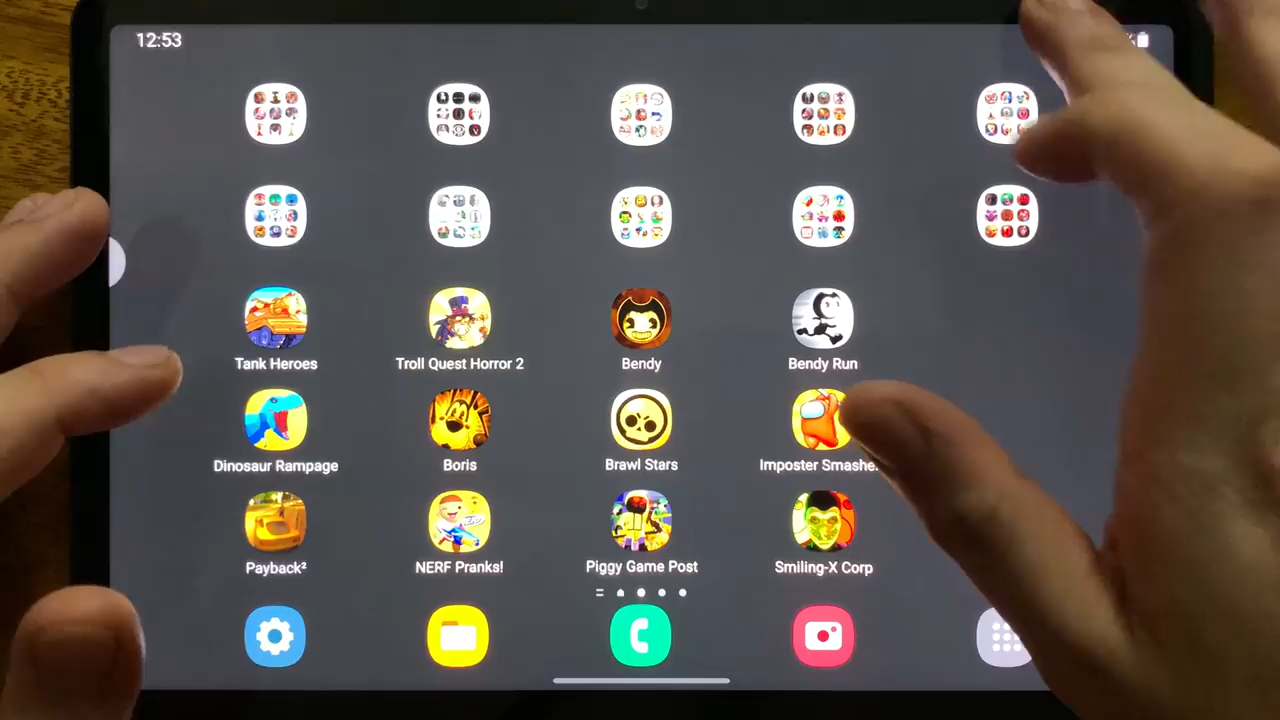 12:53
Tank Heroes
Troll Quest Horror 2
Bendy
Bendy Run
Dinosaur Rampage
Boris
Brawl Stars
Imposter Smashe
Payback²
NERF Pranks!
Piggy Game Post
Smiling-X Corp